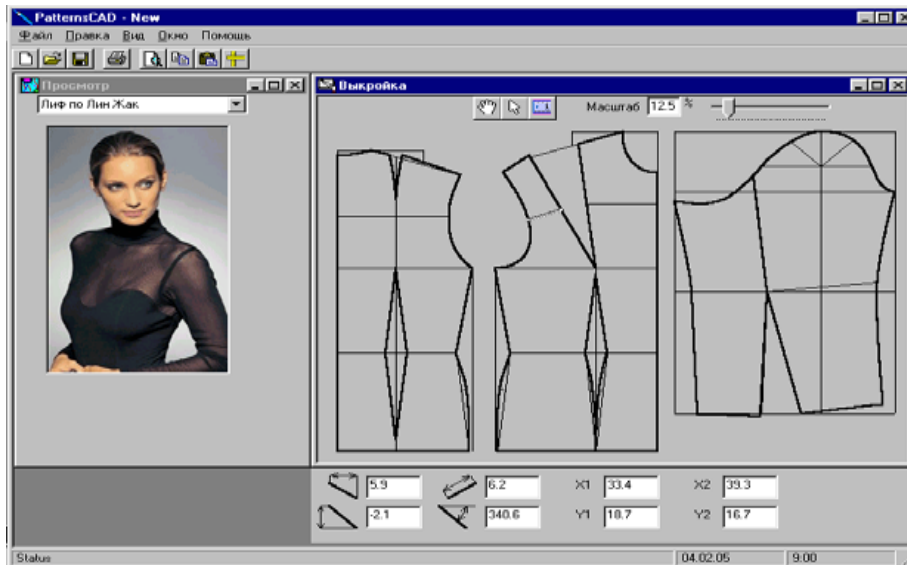 PatternsCAD - New
Файл Правка Вид Окно Помощь
Просмотр
Лиф по Лин Жак
Выкройка
Масштаб 12.5 %
5.9 6.2 X1 33.4 X2 39.3
-2.1 340.6 Y1 18.7 Y2 16.7
Status 04.02.05 9:00